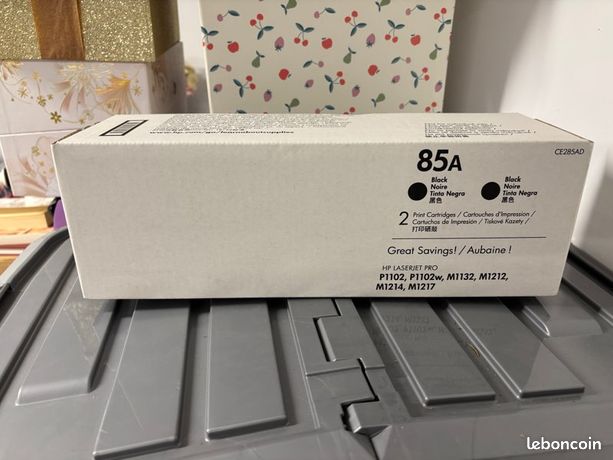 85A
CE285AD
Black
Noire
Tinta Negra
黑色
Black
Noire
Tinta Negra
黑色
2 Print Cartridges / Cartouches d'Impression /
Cartuchos de Impresión / Tiskové Kazety /
打印硒鼓
Great Savings! / Aubaine !
HP LASERJET PRO
P1102, P1102w, M1132, M1212,
M1214, M1217
leboncoin